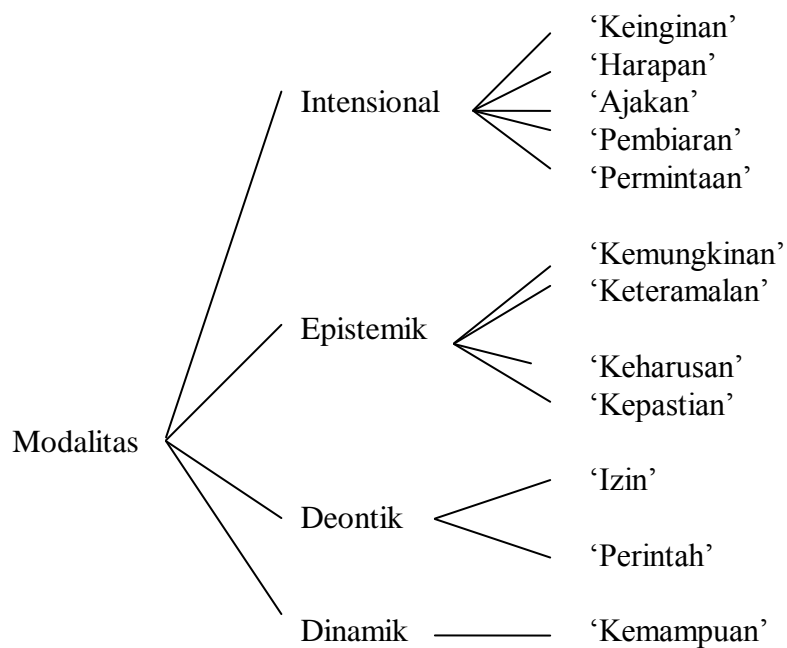 ‘Keinginan’
‘Harapan’
Intensional
‘Ajakan’
‘Pembiaran’
‘Permintaan’
‘Kemungkinan’
‘Keteramalan’
Epistemik
‘Keharusan’
‘Kepastian’
Modalitas
‘Izin’
Deontik
‘Perintah’
Dinamik
‘Kemampuan’